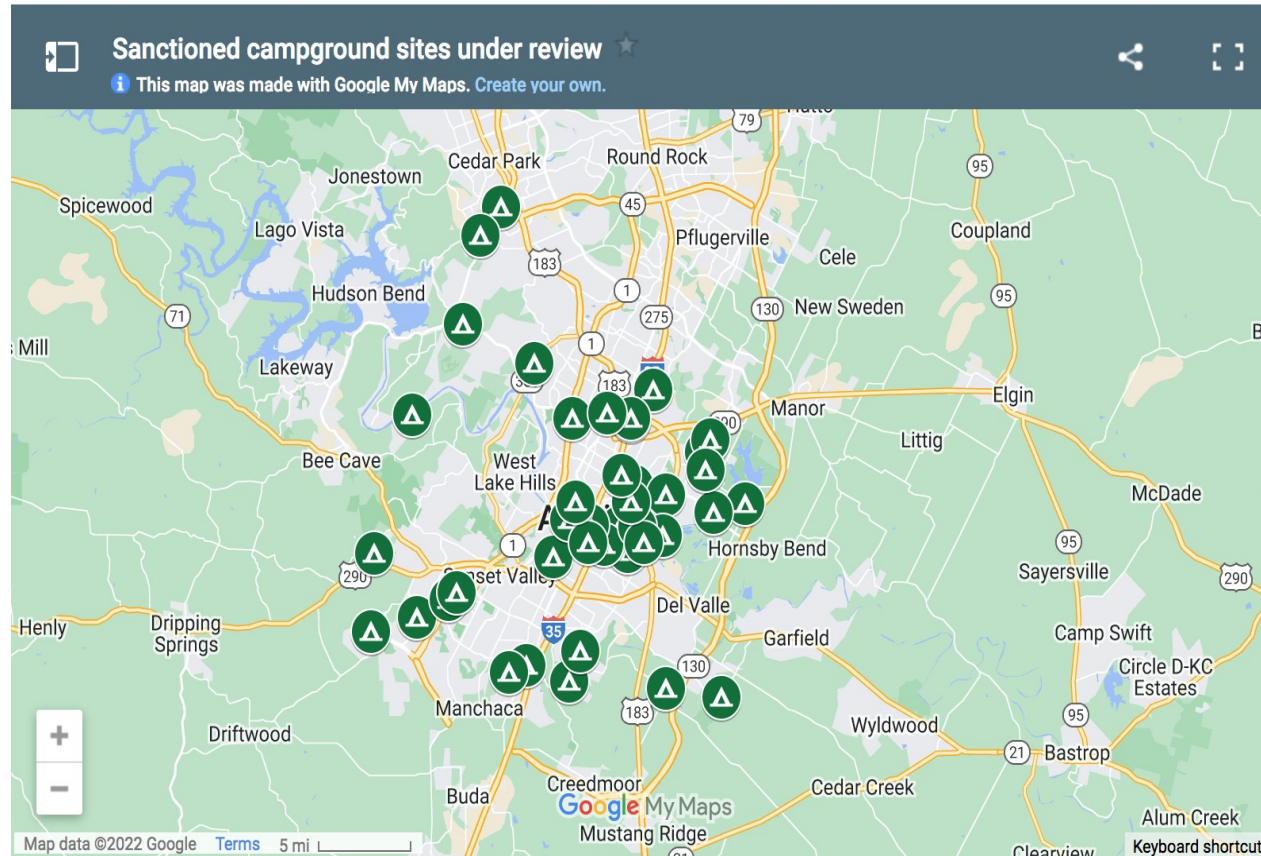 Sanctioned campground sites under review
This map was made with Google My Maps. Create your own.
79
Cedar Park
Round Rock
95
Jonestown
Spicewood
45
Lago Vista
Coupland
Pflugerville
183
Cele
Hudson Bend
1
95
130
New Sweden
71
275
Mill
1
Lakeway
183
Elgin
Manor
Littig
Bee Cave
West
Lake Hills
McDade
1
Hornsby Bend
95
290
Sunset Valley
Sayersville
290
Del Valle
Henly
Dripping
Springs
35
Garfield
Camp Swift
130
Circle D-KC
Estates
Manchaca
183
95
Wyldwood
+
Driftwood
21
Bastrop
−
Buda
Creedmoor
Cedar Creek
Google My Maps
Alum Creek
Mustang Ridge
Map data ©2022 Google
Terms
5 mi
Clearview
Keyboard shortcut